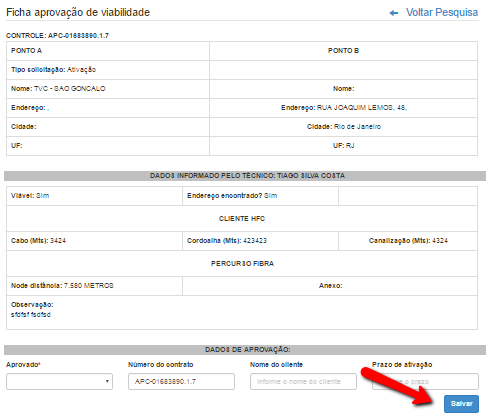 Ficha aprovação de viabilidade
Voltar Pesquisa
CONTROLE: APC-01683890.1.7
PONTO A PONTO B
Tipo solicitação: Ativação
Nome: TVC - SAO GONCALO Nome:
Endereço: , Endereço: RUA JOAQUIM LEMOS, 48,
Cidade: Cidade: Rio de Janeiro
UF: UF: RJ
DADOS INFORMADO PELO TÉCNICO: TIAGO SILVA COSTA
Viável: Sim Endereço encontrado? Sim
CLIENTE HFC
Cabo (Mts): 3424 Cordoalha (Mts): 423423 Canalização (Mts): 4324
PERCURSO FIBRA
Node distância: 7.580 METROS Anexo:
Observação:
sfdfsf fsdfsd
DADOS DE APROVAÇÃO:
Aprovado* Número do contrato Nome do cliente Prazo de ativação
APC-01683890.1.7 Informe o nome do cliente o prazo
Salvar